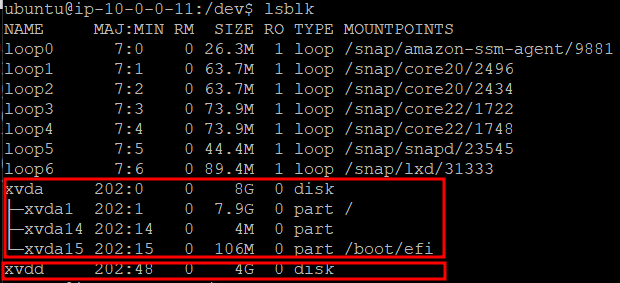 ubuntu@ip-10-0-0-11:/dev$ lsblk
NAME MAJ:MIN RM SIZE RO TYPE MOUNTPOINTS
loop0 7:0 0 26.3M 1 loop /snap/amazon-ssm-agent/9881
loop1 7:1 0 63.7M 1 loop /snap/core20/2496
loop2 7:2 0 63.7M 1 loop /snap/core20/2434
loop3 7:3 0 73.9M 1 loop /snap/core22/1722
loop4 7:4 0 73.9M 1 loop /snap/core22/1748
loop5 7:5 0 44.4M 1 loop /snap/snapd/23545
loop6 7:6 0 89.4M 1 loop /snap/lxd/31333
xvda 202:0 0 8G 0 disk
├─xvda1 202:1 0 7.9G 0 part /
├─xvda14 202:14 0 4M 0 part
└─xvda15 202:15 0 106M 0 part /boot/efi
xvdd 202:48 0 4G 0 disk